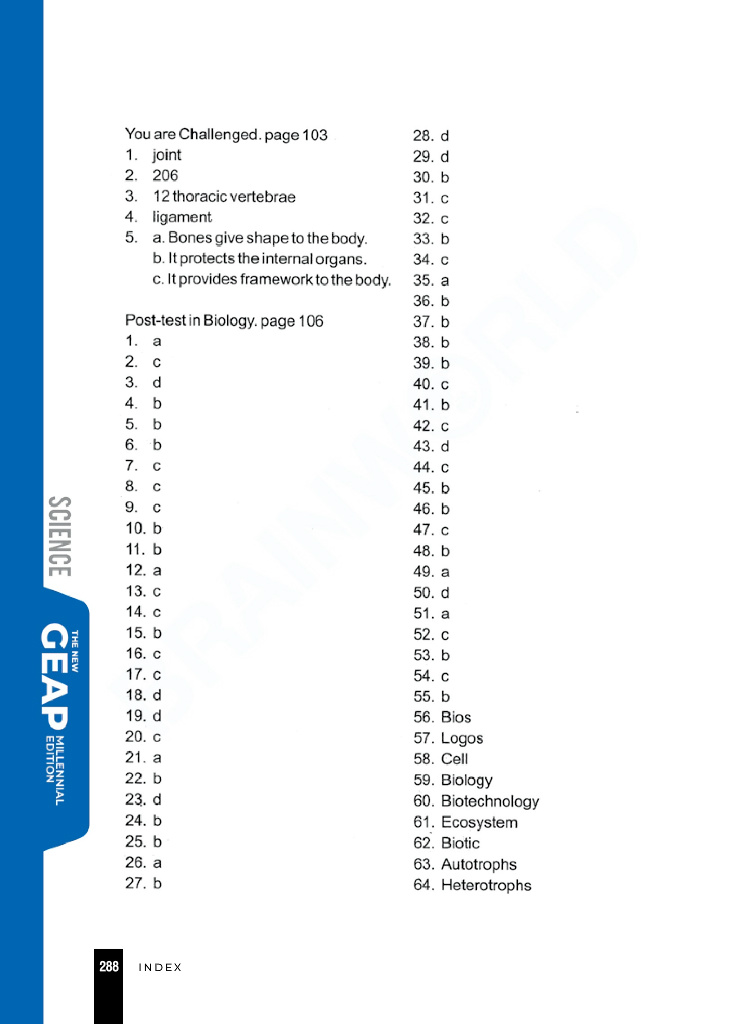 You are Challenged. page 103
1. joint
2. 206
3. 12 thoracic vertebrae
4. ligament
5. a. Bones give shape to the body.
b. It protects the internal organs.
c. It provides framework to the body.
Post-test in Biology. page 106
1. a
2. c
3. d
4. b
5. b
6. b
7. c
8. c
9. c
10. b
11. b
12. a
13. c
14. c
15. b
16. c
17. c
18. d
19. d
20. c
21. a
22. b
23. d
24. b
25. b
26. a
27. b
28. d
29. d
30. b
31. c
32. c
33. b
34. c
35. a
36. b
37. b
38. b
39. b
40. c
41. b
42. c
43. d
44. c
45. b
46. b
47. c
48. b
49. a
50. d
51. a
52. c
53. b
54. c
55. b
56. Bios
57. Logos
58. Cell
59. Biology
60. Biotechnology
61. Ecosystem
62. Biotic
63. Autotrophs
64. Heterotrophs
SCIENCE
THE NEW
GEAP
MILLENNIAL
EDITION
BRAINWORLD
288 INDEX